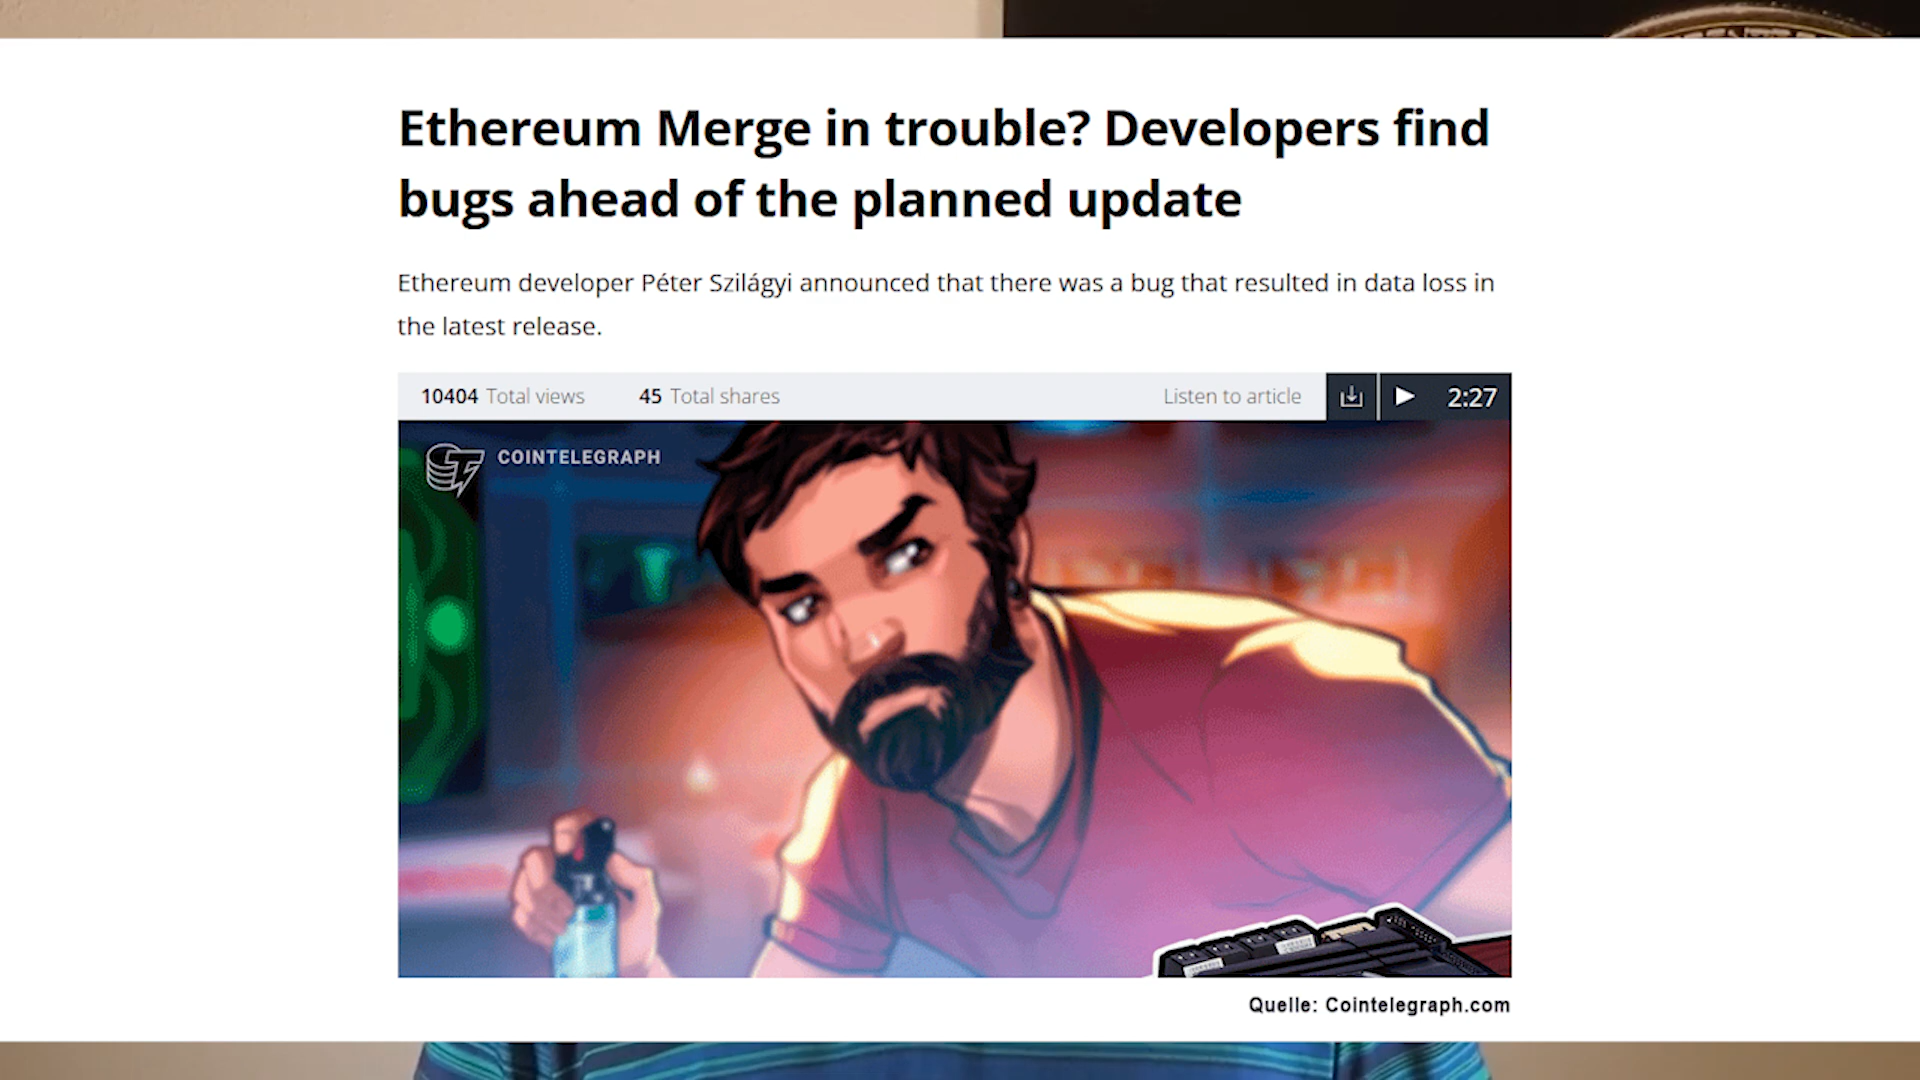 Ethereum Merge in trouble? Developers find
bugs ahead of the planned update
Ethereum developer Péter Szilágyi announced that there was a bug that resulted in data loss in
the latest release.
10404 Total views 45 Total shares Listen to article 2:27
COINTELEGRAPH
Quelle: Cointelegraph.com